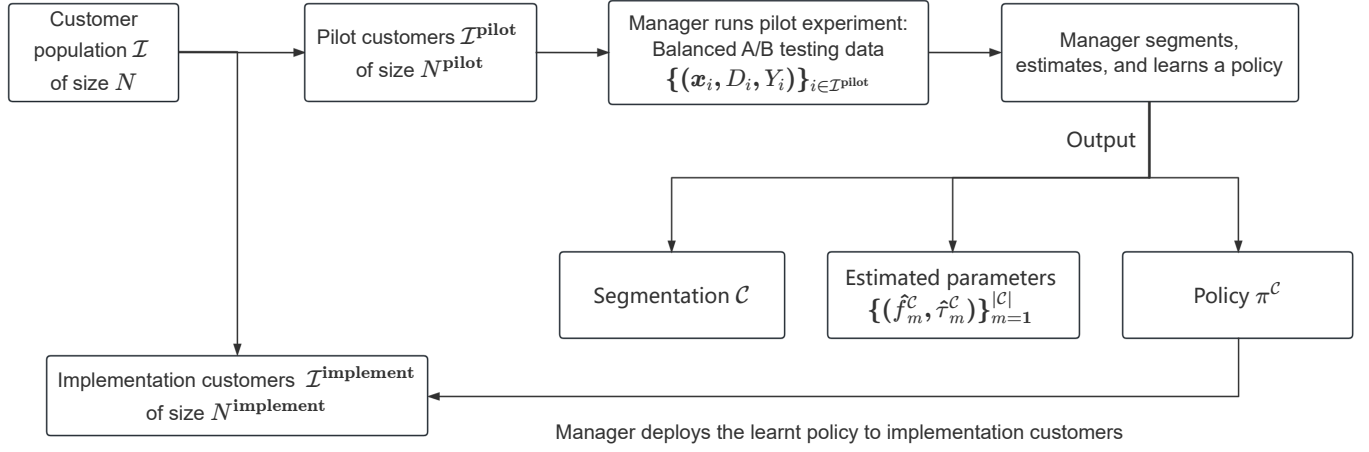 Customer
population ℐ
of size N
Pilot customers ℐ^pilot
of size N^pilot
Manager runs pilot experiment:
Balanced A/B testing data
{(x_i, D_i, Y_i)}_{i∈ℐ^pilot}
Manager segments,
estimates, and learns a policy
Output
Segmentation 𝒞
Estimated parameters
{(f̂_m^𝒞, τ̂_m^𝒞)}_{m=1}^{|𝒞|}
Policy π^𝒞
Implementation customers ℐ^implement
of size N^implement
Manager deploys the learnt policy to implementation customers